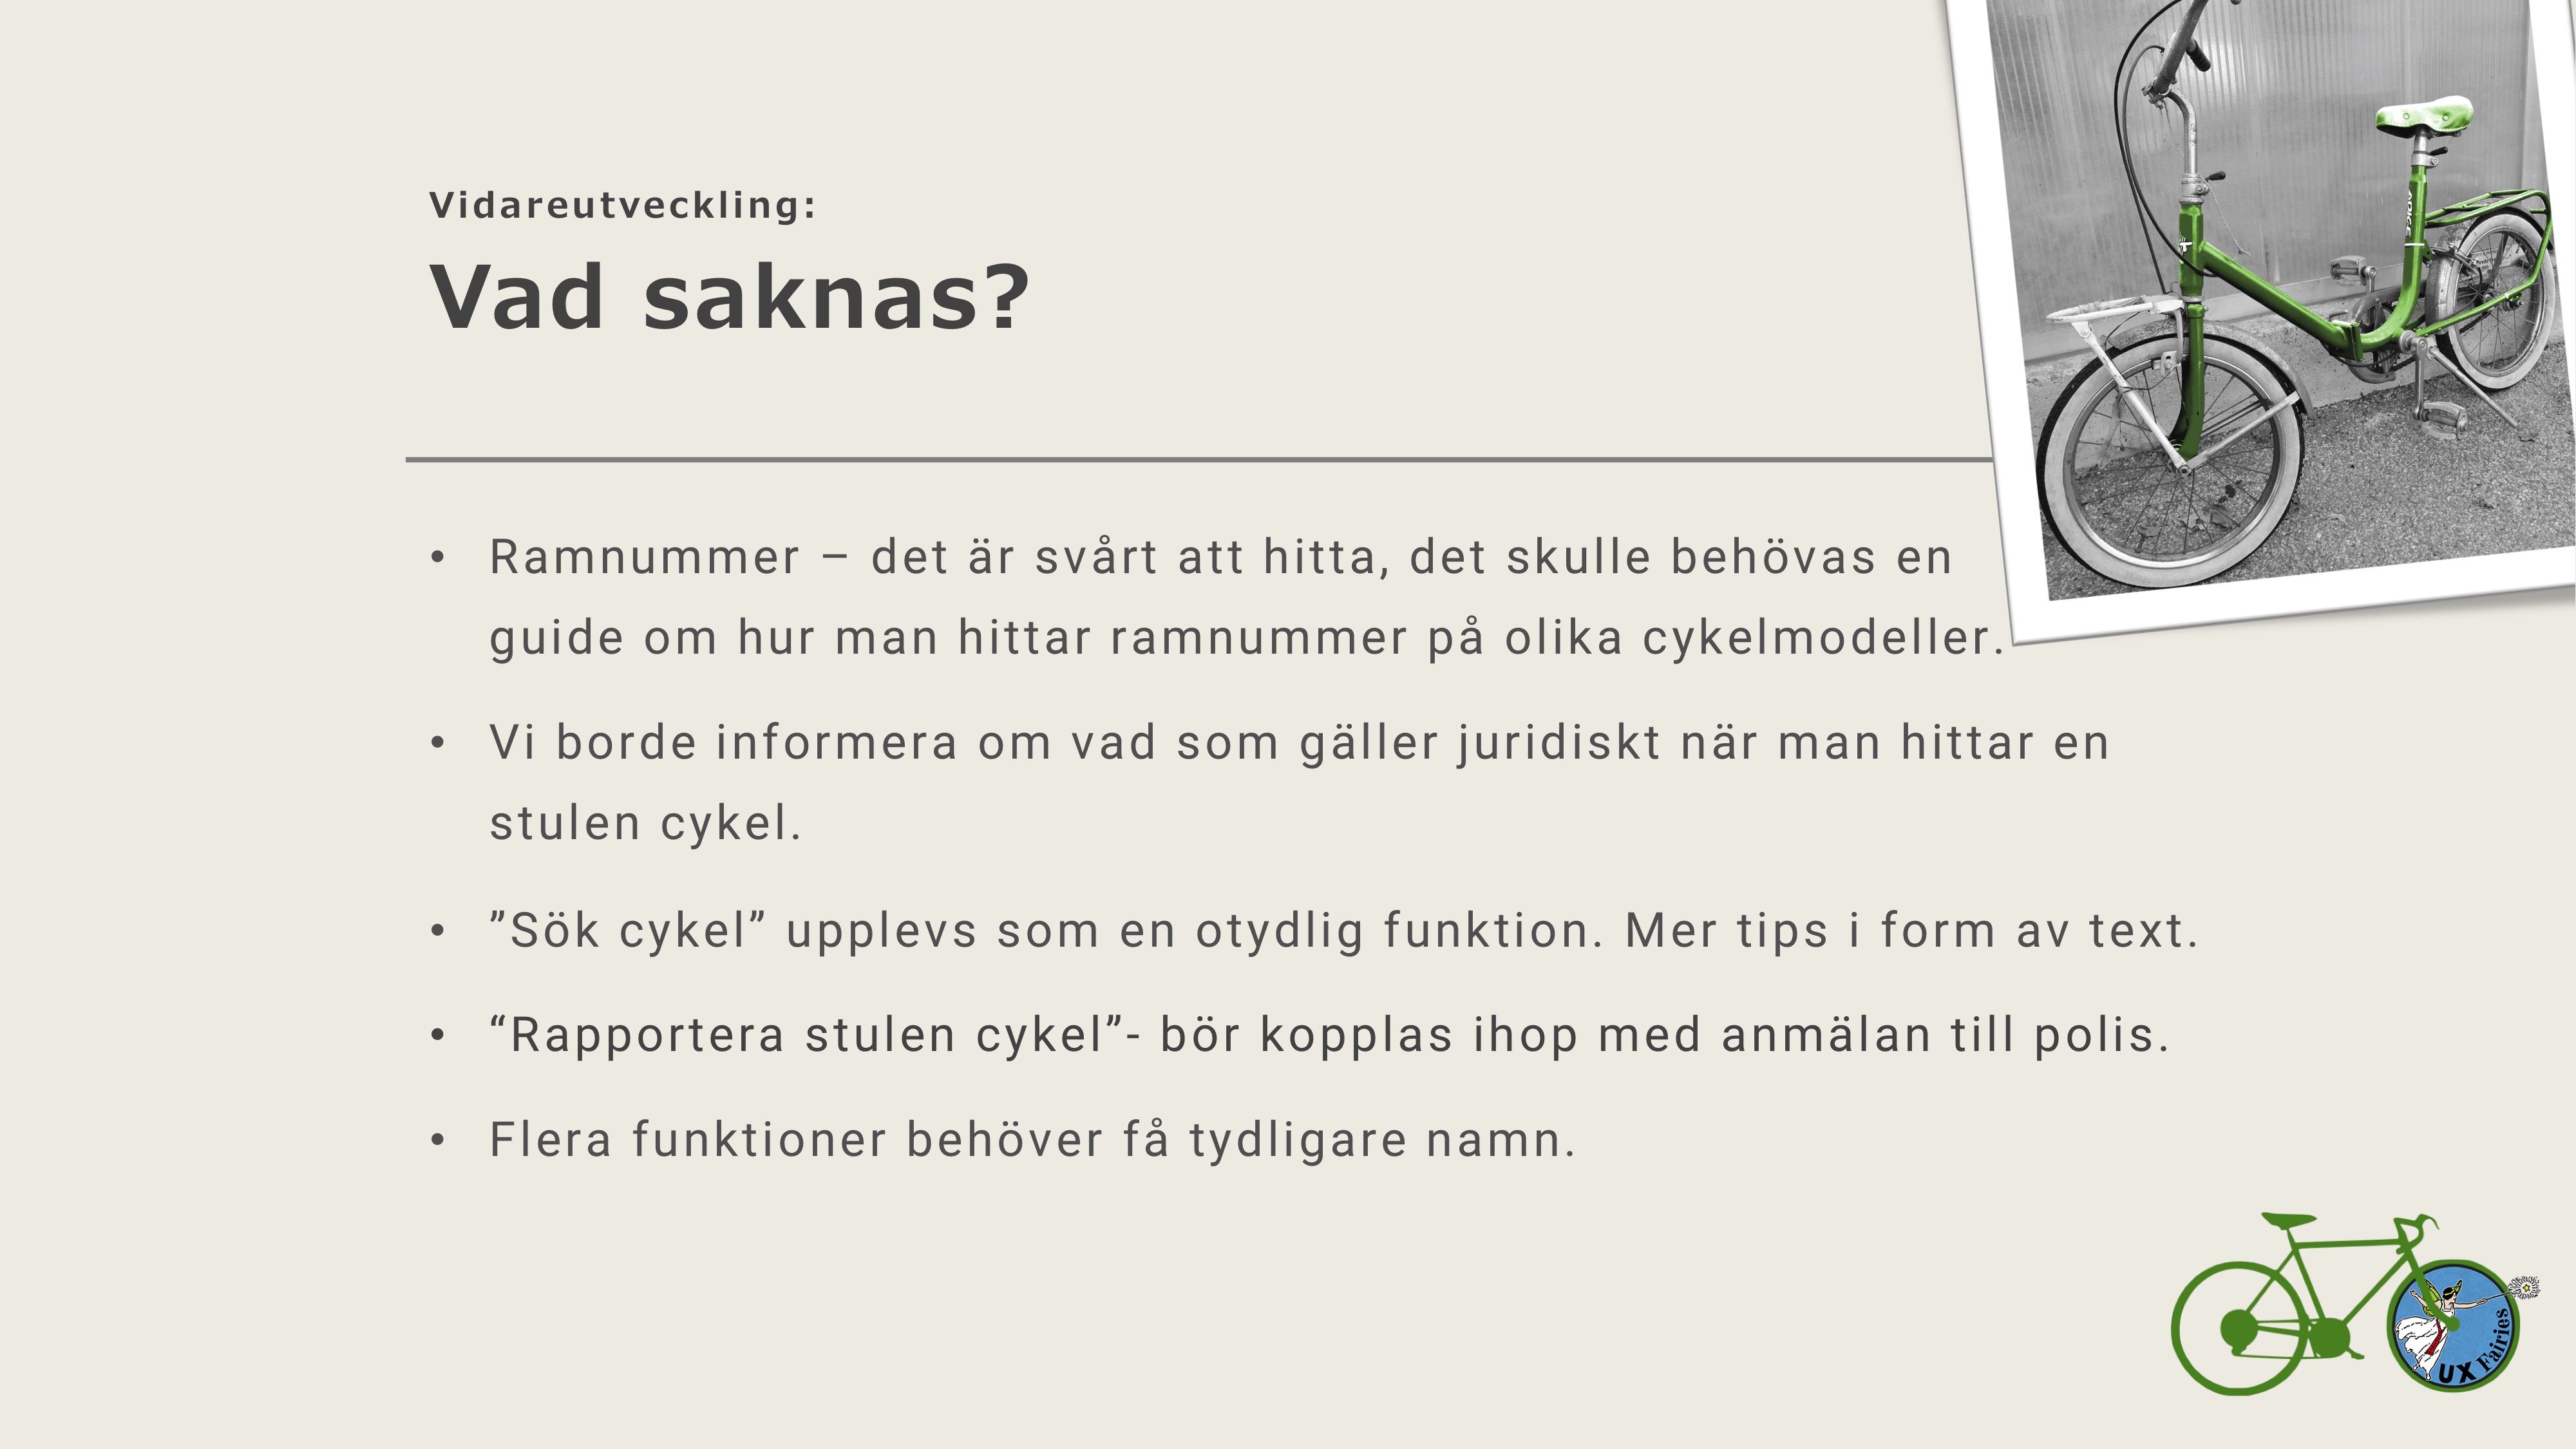 Vidareutveckling:
Vad saknas?
• Ramnummer – det är svårt att hitta, det skulle behövas en
guide om hur man hittar ramnummer på olika cykelmodeller.
• Vi borde informera om vad som gäller juridiskt när man hittar en
stulen cykel.
• ”Sök cykel” upplevs som en otydlig funktion. Mer tips i form av text.
• “Rapportera stulen cykel”- bör kopplas ihop med anmälan till polis.
• Flera funktioner behöver få tydligare namn.
UX Fairies